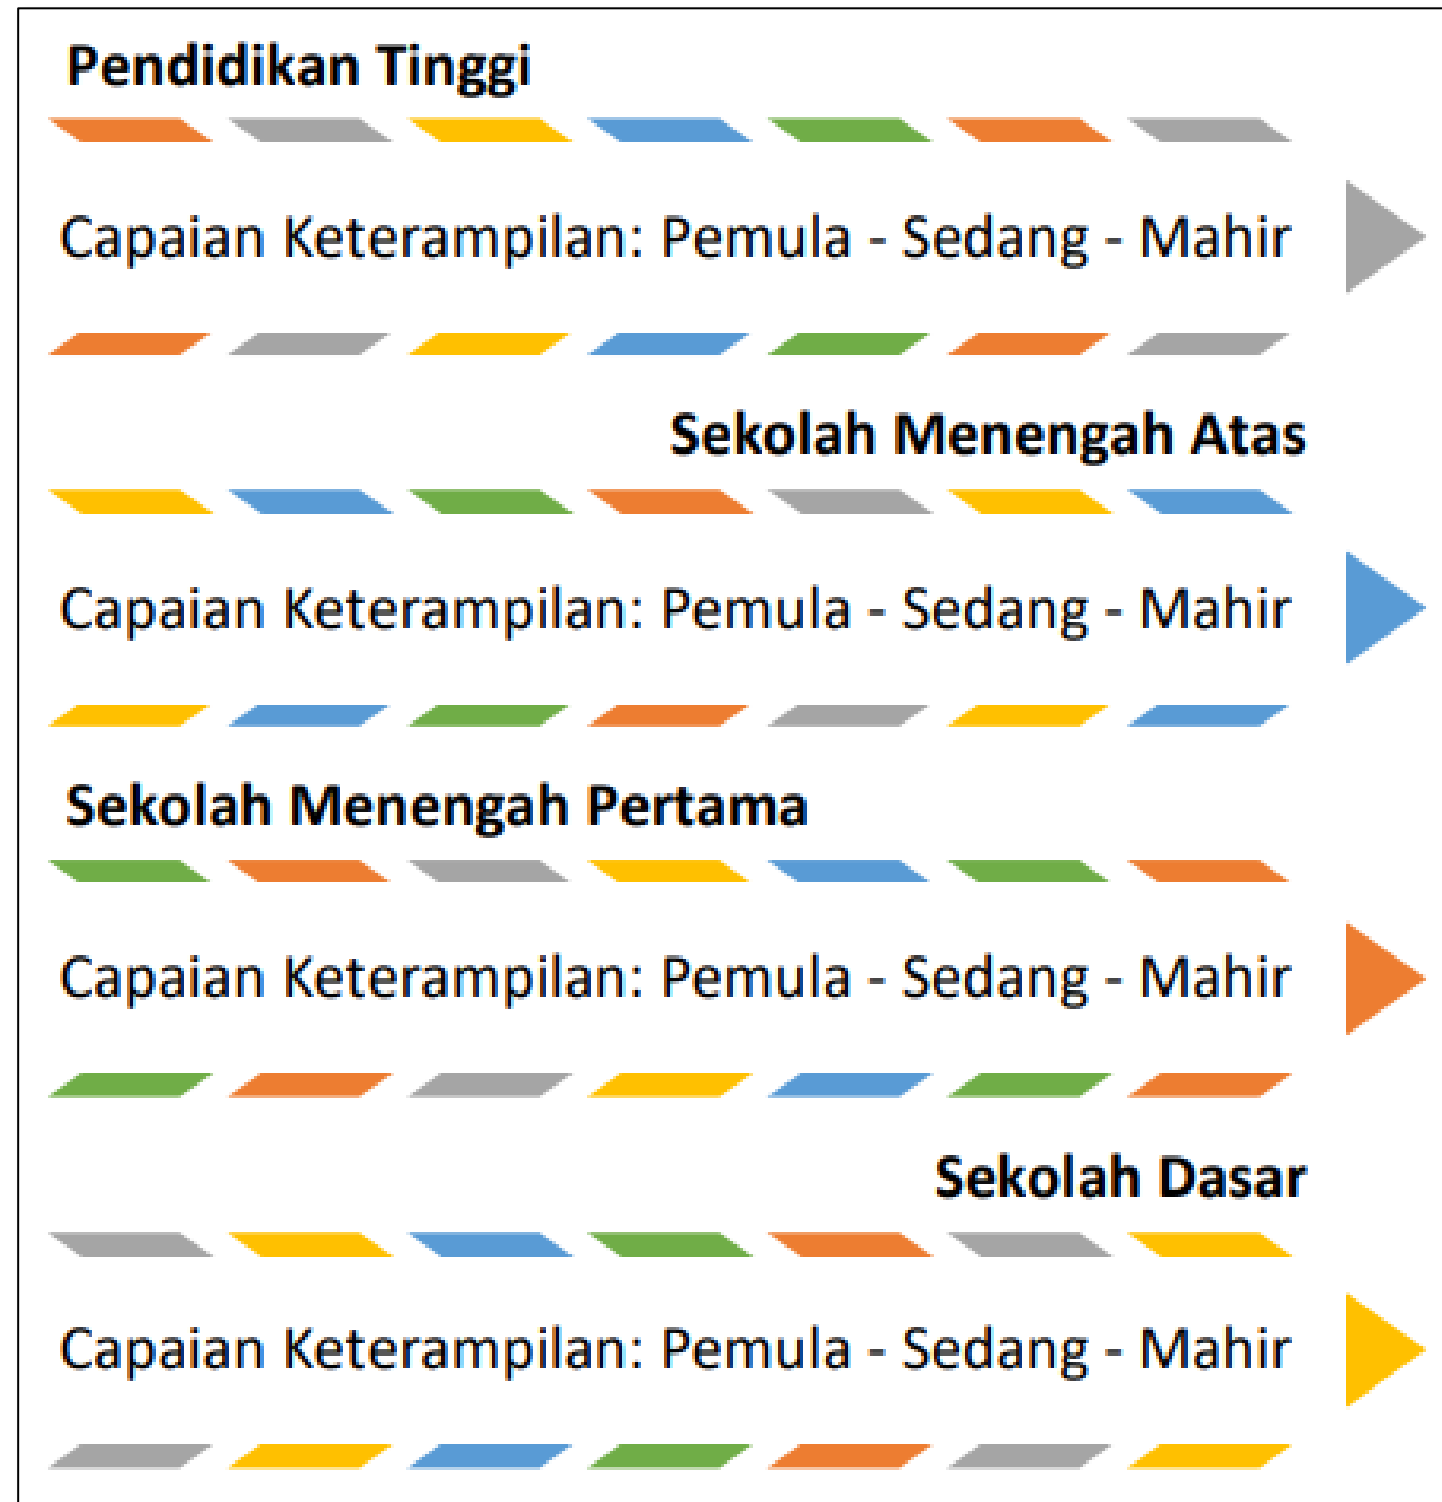 Pendidikan Tinggi
Capaian Keterampilan: Pemula - Sedang - Mahir
Sekolah Menengah Atas
Capaian Keterampilan: Pemula - Sedang - Mahir
Sekolah Menengah Pertama
Capaian Keterampilan: Pemula - Sedang - Mahir
Sekolah Dasar
Capaian Keterampilan: Pemula - Sedang - Mahir